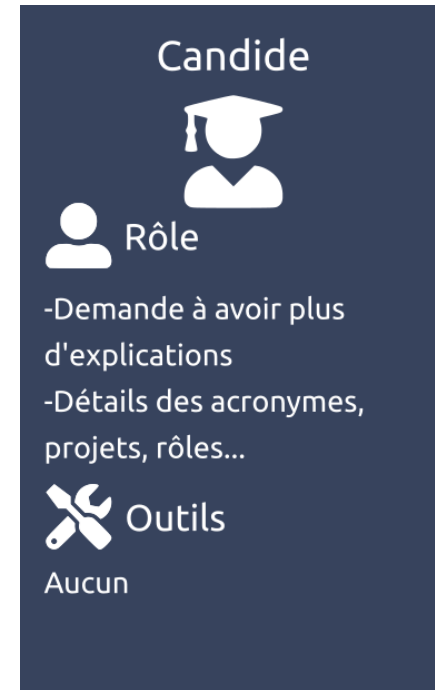 Candide
Rôle
-Demande à avoir plus
d'explications
-Détails des acronymes,
projets, rôles...
Outils
Aucun